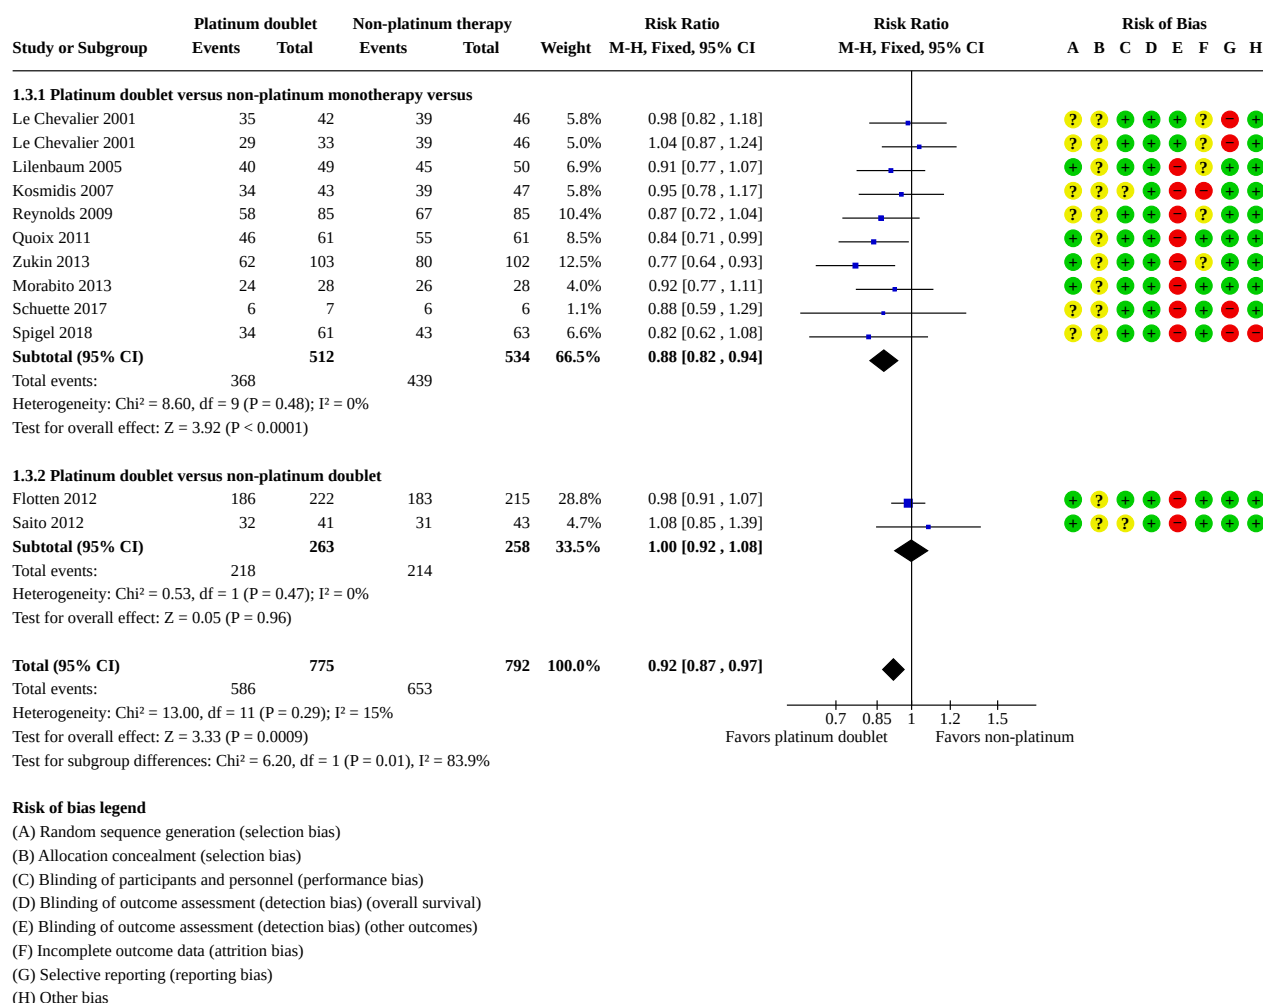 Platinum doublet Non-platinum therapy Risk Ratio Risk Ratio Risk of Bias
Study or Subgroup Events Total Events Total Weight M-H, Fixed, 95% CI M-H, Fixed, 95% CI A B C D E F G H
1.3.1 Platinum doublet versus non-platinum monotherapy versus
Le Chevalier 2001 35 42 39 46 5.8% 0.98 [0.82 , 1.18] ? ? + + + ? − +
Le Chevalier 2001 29 33 39 46 5.0% 1.04 [0.87 , 1.24] ? ? + + + ? − +
Lilenbaum 2005 40 49 45 50 6.9% 0.91 [0.77 , 1.07] + ? + + − ? + +
Kosmidis 2007 34 43 39 47 5.8% 0.95 [0.78 , 1.17] ? ? ? + − − + +
Reynolds 2009 58 85 67 85 10.4% 0.87 [0.72 , 1.04] ? ? + + − ? + +
Quoix 2011 46 61 55 61 8.5% 0.84 [0.71 , 0.99] + ? + + − + + +
Zukin 2013 62 103 80 102 12.5% 0.77 [0.64 , 0.93] + ? + + − ? + +
Morabito 2013 24 28 26 28 4.0% 0.92 [0.77 , 1.11] + ? + + − + + +
Schuette 2017 6 7 6 6 1.1% 0.88 [0.59 , 1.29] ? ? + + − + − +
Spigel 2018 34 61 43 63 6.6% 0.82 [0.62 , 1.08] ? ? + + − + − −
Subtotal (95% CI) 512 534 66.5% 0.88 [0.82 , 0.94]
Total events: 368 439
Heterogeneity: Chi² = 8.60, df = 9 (P = 0.48); I² = 0%
Test for overall effect: Z = 3.92 (P < 0.0001)
1.3.2 Platinum doublet versus non-platinum doublet
Flotten 2012 186 222 183 215 28.8% 0.98 [0.91 , 1.07] + ? + + − + + +
Saito 2012 32 41 31 43 4.7% 1.08 [0.85 , 1.39] + ? ? + − + + +
Subtotal (95% CI) 263 258 33.5% 1.00 [0.92 , 1.08]
Total events: 218 214
Heterogeneity: Chi² = 0.53, df = 1 (P = 0.47); I² = 0%
Test for overall effect: Z = 0.05 (P = 0.96)
Total (95% CI) 775 792 100.0% 0.92 [0.87 , 0.97]
Total events: 586 653
Heterogeneity: Chi² = 13.00, df = 11 (P = 0.29); I² = 15%
0.7 0.85 1 1.2 1.5
Test for overall effect: Z = 3.33 (P = 0.0009)
Favors platinum doublet Favors non-platinum
Test for subgroup differences: Chi² = 6.20, df = 1 (P = 0.01), I² = 83.9%
Risk of bias legend
(A) Random sequence generation (selection bias)
(B) Allocation concealment (selection bias)
(C) Blinding of participants and personnel (performance bias)
(D) Blinding of outcome assessment (detection bias) (overall survival)
(E) Blinding of outcome assessment (detection bias) (other outcomes)
(F) Incomplete outcome data (attrition bias)
(G) Selective reporting (reporting bias)
(H) Other bias